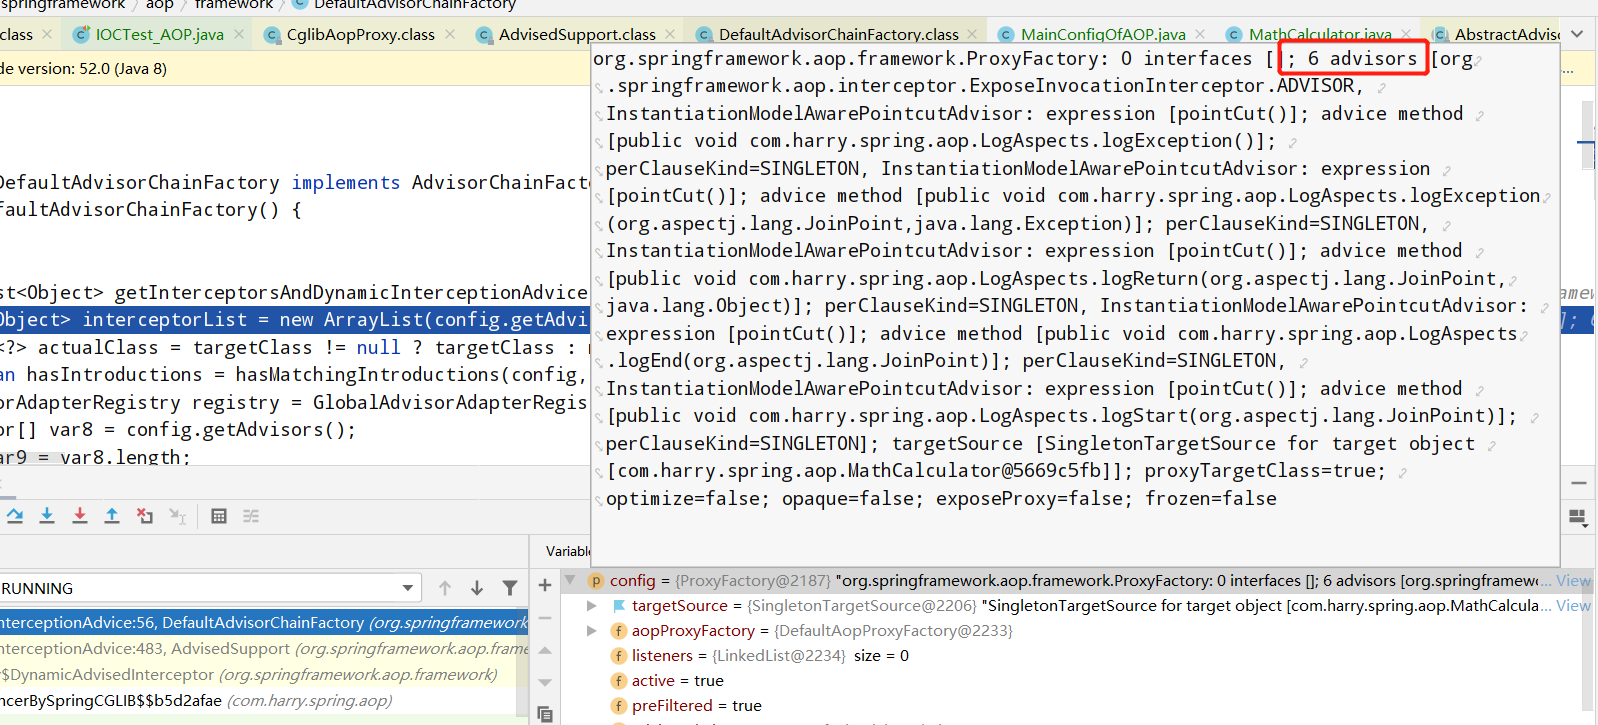 springframework › aop › framework › DefaultAdvisorChainFactory
class × IOCTest_AOP.java × CglibAopProxy.class × AdvisedSupport.class × DefaultAdvisorChainFactory.class × MainConfigOfAOP.java × MathCalculator.java × AbstractAdviso
de version: 52.0 (Java 8)
org.springframework.aop.framework.ProxyFactory: 0 interfaces []; 6 advisors [org
.springframework.aop.interceptor.ExposeInvocationInterceptor.ADVISOR,
InstantiationModelAwarePointcutAdvisor: expression [pointCut()]; advice method
[public void com.harry.spring.aop.LogAspects.logException()];
perClauseKind=SINGLETON, InstantiationModelAwarePointcutAdvisor: expression
[pointCut()]; advice method [public void com.harry.spring.aop.LogAspects.logException
(org.aspectj.lang.JoinPoint,java.lang.Exception)]; perClauseKind=SINGLETON,
InstantiationModelAwarePointcutAdvisor: expression [pointCut()]; advice method
[public void com.harry.spring.aop.LogAspects.logReturn(org.aspectj.lang.JoinPoint,
java.lang.Object)]; perClauseKind=SINGLETON, InstantiationModelAwarePointcutAdvisor:
expression [pointCut()]; advice method [public void com.harry.spring.aop.LogAspects
.logEnd(org.aspectj.lang.JoinPoint)]; perClauseKind=SINGLETON,
InstantiationModelAwarePointcutAdvisor: expression [pointCut()]; advice method
[public void com.harry.spring.aop.LogAspects.logStart(org.aspectj.lang.JoinPoint)];
perClauseKind=SINGLETON]; targetSource [SingletonTargetSource for target object
[com.harry.spring.aop.MathCalculator@5669c5fb]]; proxyTargetClass=true;
optimize=false; opaque=false; exposeProxy=false; frozen=false
DefaultAdvisorChainFactory implements AdvisorChainFact
faultAdvisorChainFactory() {
st<Object> getInterceptorsAndDynamicInterceptionAdvice
Object> interceptorList = new ArrayList(config.getAdvi
<?> actualClass = targetClass != null ? targetClass :
an hasIntroductions = hasMatchingIntroductions(config,
orAdapterRegistry registry = GlobalAdvisorAdapterRegis
or[] var8 = config.getAdvisors();
ar9 = var8.length;
Variabl
RUNNING
nterceptionAdvice:56, DefaultAdvisorChainFactory (org.springframework
nterceptionAdvice:483, AdvisedSupport (org.springframework.aop.frame
y$DynamicAdvisedInterceptor (org.springframework.aop.framework)
ncerBySpringCGLIB$$b5d2afae (com.harry.spring.aop)
config = {ProxyFactory@2187} "org.springframework.aop.framework.ProxyFactory: 0 interfaces []; 6 advisors [org.springframewo... View
targetSource = {SingletonTargetSource@2206} "SingletonTargetSource for target object [com.harry.spring.aop.MathCalcula... View
aopProxyFactory = {DefaultAopProxyFactory@2233}
listeners = {LinkedList@2234} size = 0
active = true
preFiltered = true